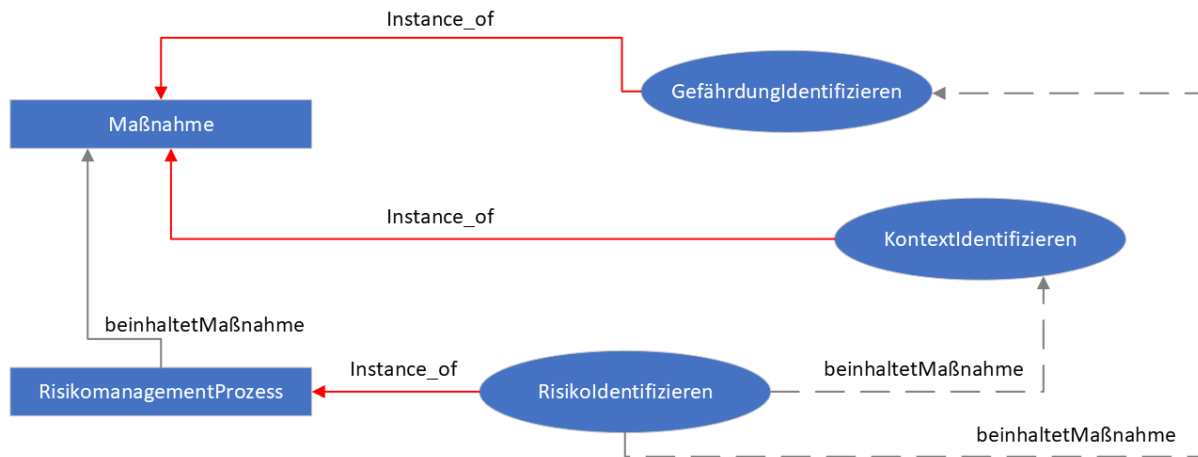 Instance_of
GefährdungIdentifizieren
Maßnahme
Instance_of
KontextIdentifizieren
beinhaltetMaßnahme
Instance_of
beinhaltetMaßnahme
RisikomanagementProzess
RisikoIdentifizieren
beinhaltetMaßnahme